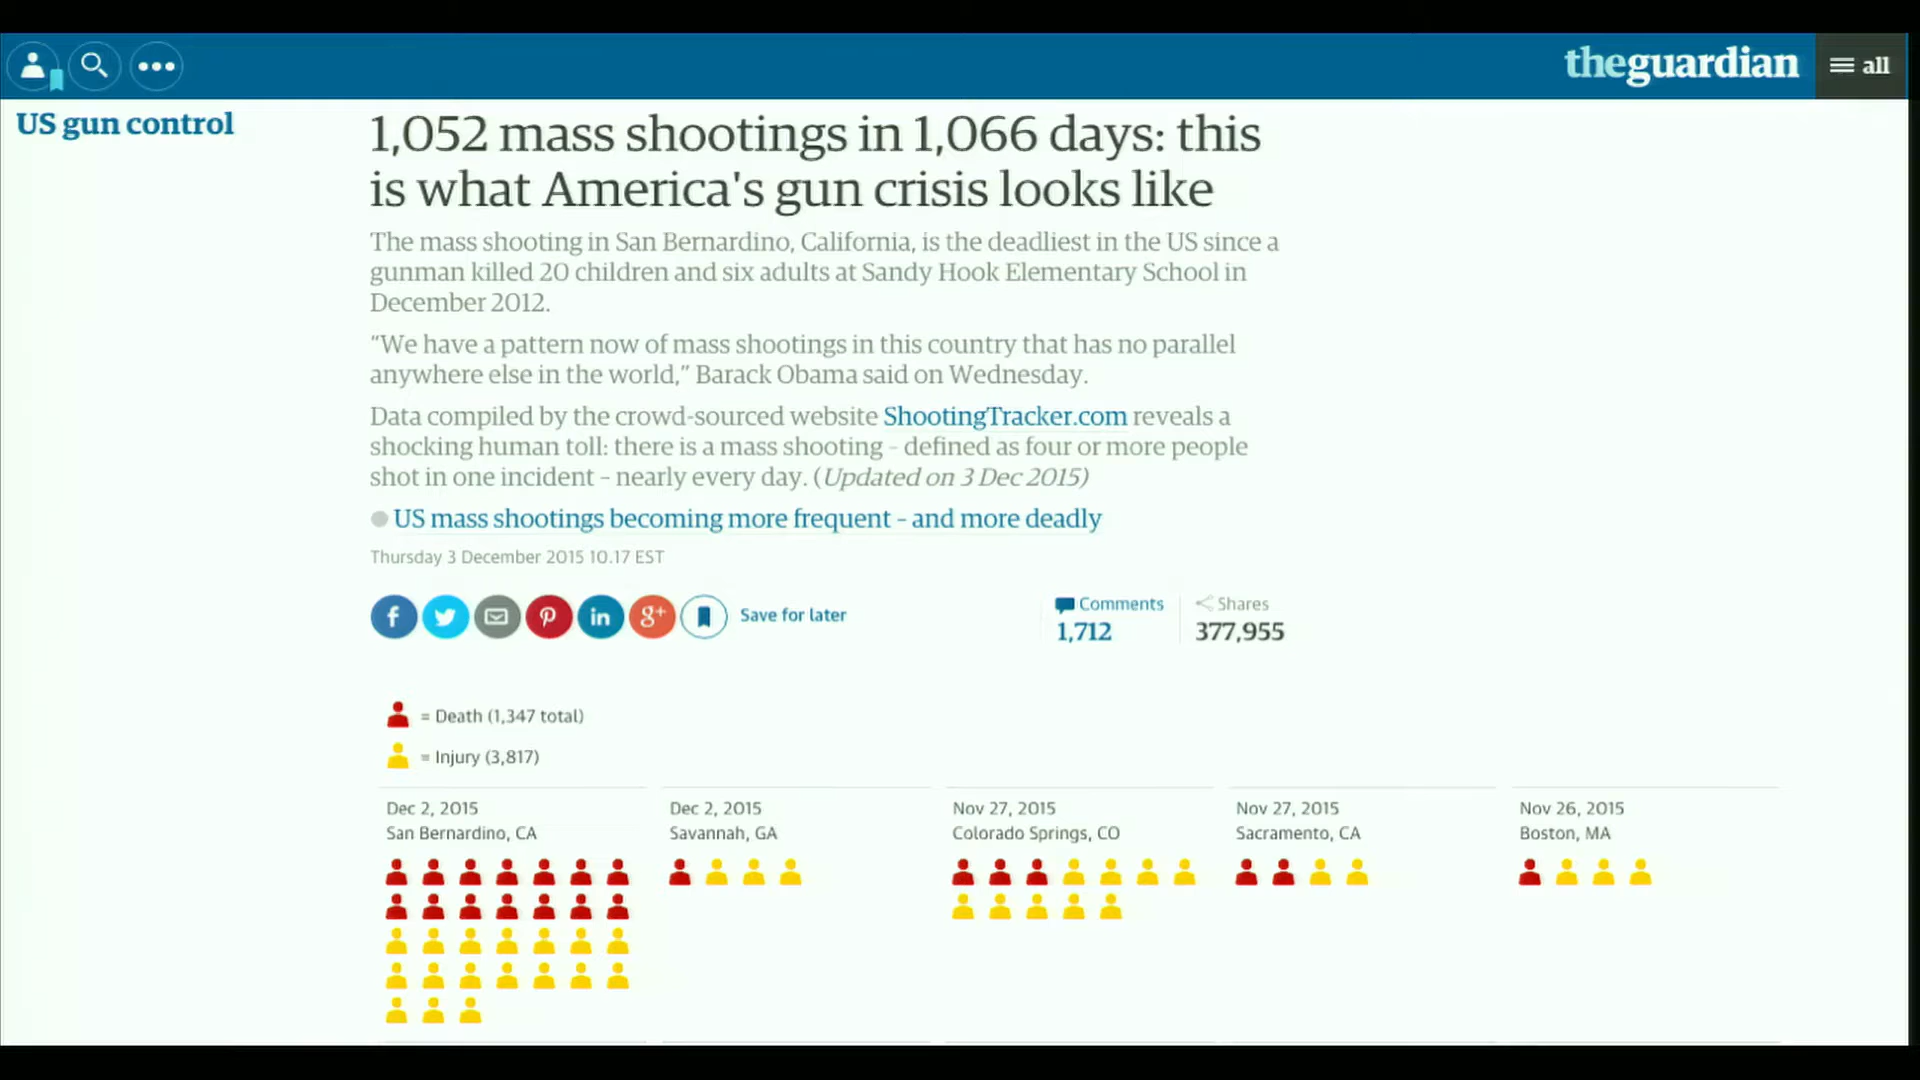 theguardian
all
US gun control
1,052 mass shootings in 1,066 days: this
is what America's gun crisis looks like
The mass shooting in San Bernardino, California, is the deadliest in the US since a
gunman killed 20 children and six adults at Sandy Hook Elementary School in
December 2012.
“We have a pattern now of mass shootings in this country that has no parallel
anywhere else in the world,” Barack Obama said on Wednesday.
Data compiled by the crowd-sourced website ShootingTracker.com reveals a
shocking human toll: there is a mass shooting – defined as four or more people
shot in one incident – nearly every day. (Updated on 3 Dec 2015)
US mass shootings becoming more frequent – and more deadly
Thursday 3 December 2015 10.17 EST
Save for later
Comments
1,712
Shares
377,955
= Death (1,347 total)
= Injury (3,817)
Dec 2, 2015
San Bernardino, CA
Dec 2, 2015
Savannah, GA
Nov 27, 2015
Colorado Springs, CO
Nov 27, 2015
Sacramento, CA
Nov 26, 2015
Boston, MA